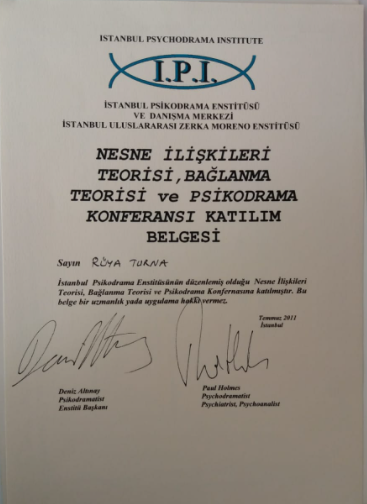 ISTANBUL PSYCHODRAMA INSTITUTE
I.P.I.
İSTANBUL PSİKODRAMA ENSTİTÜSÜ
VE DANIŞMA MERKEZİ
İSTANBUL ULUSLARARASI ZERKA MORENO ENSTİTÜSÜ
NESNE İLİŞKİLERİ
TEORİSİ,BAĞLANMA
TEORİSİ ve PSİKODRAMA
KONFERANSI KATILIM
BELGESİ
Sayın RÜYA TURNA
İstanbul Psikodrama Enstitüsünün düzenlemiş olduğu Nesne İlişkileri
Teorisi, Bağlanma Teorisi ve Psikodrama Konfernasına katılmıştır. Bu
belge bir uzmanlık yada uygulama hakkı vermez.
Temmuz 2011
İstanbul
Deniz Altınay
Psikodramatist
Enstitü Başkanı
Paul Holmes
Psychodramatist
Psychiatrist, Psychoanalist